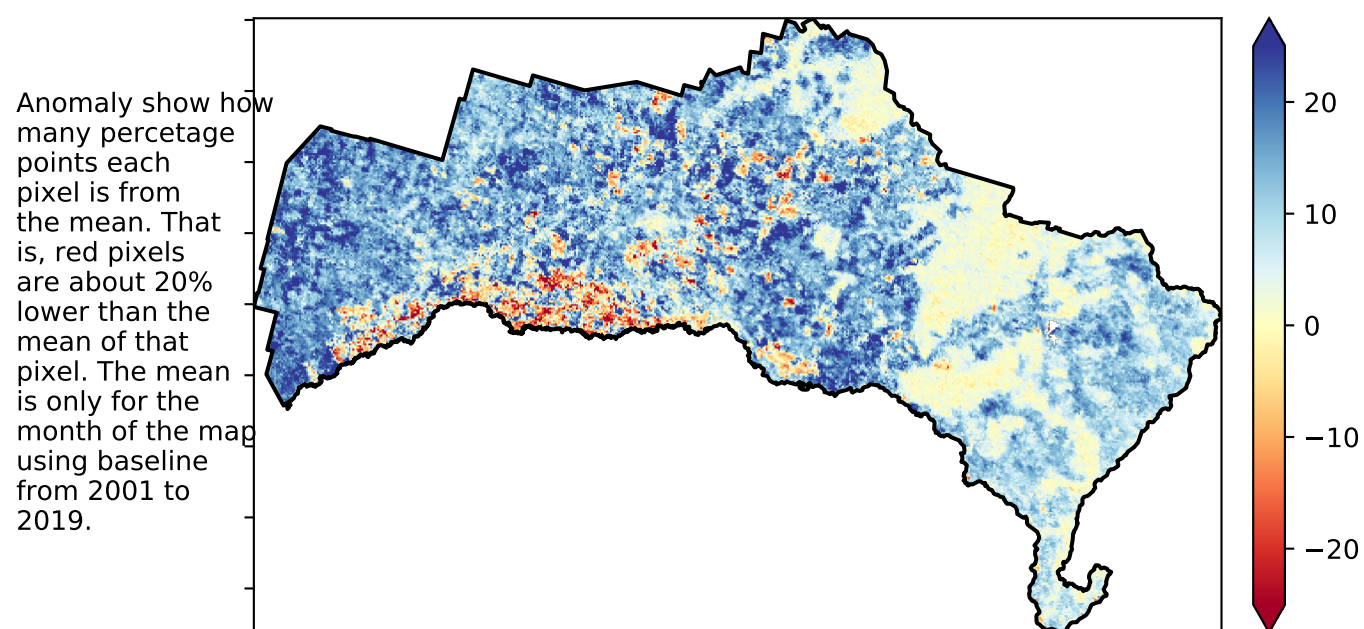 Anomaly show how
many percetage
points each
pixel is from
the mean. That
is, red pixels
are about 20%
lower than the
mean of that
pixel. The mean
is only for the
month of the map
using baseline
from 2001 to
2019.
20
10
0
−10
−20